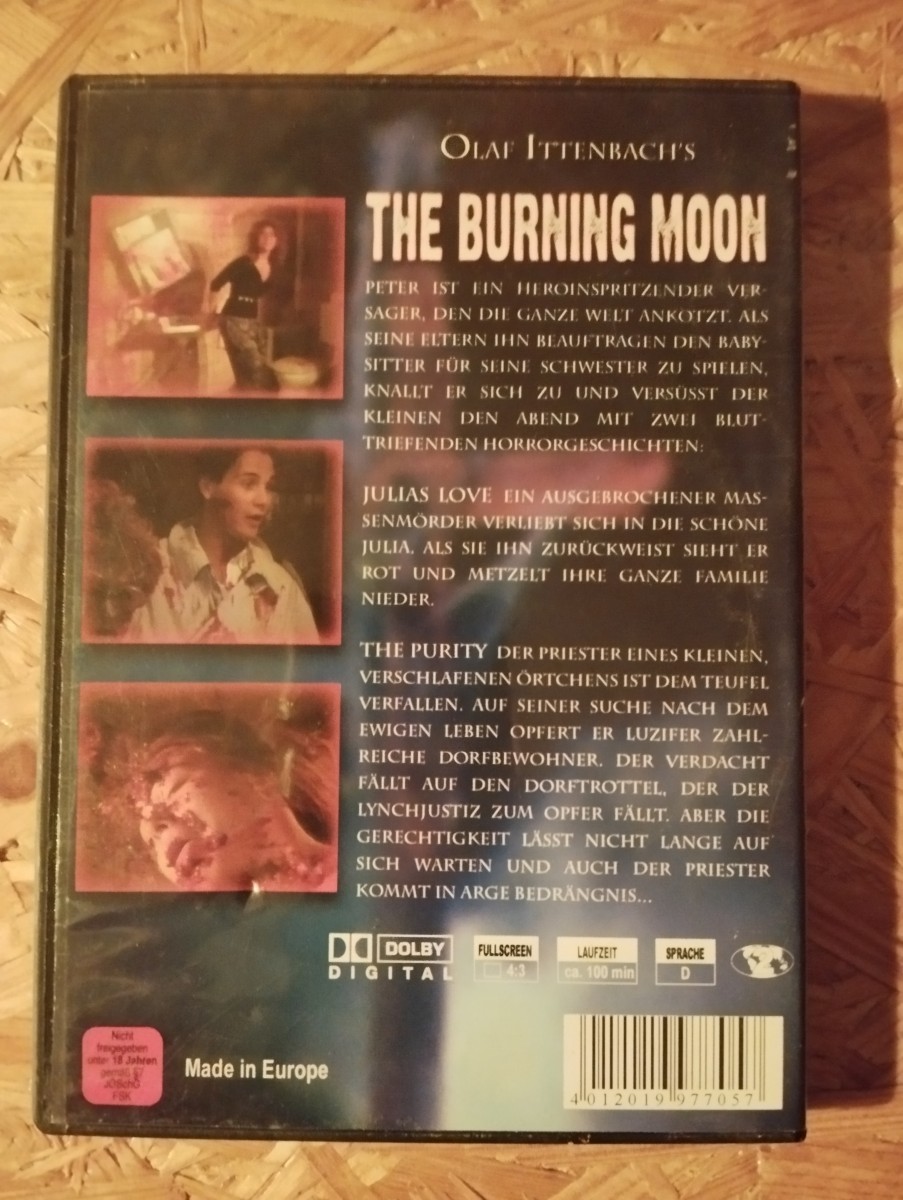 OLAF ITTENBACH'S
THE BURNING MOON
PETER IST EIN HEROINSPRITZENDER VER-
SAGER, DEN DIE GANZE WELT ANKOTZT. ALS
SEINE ELTERN IHN BEAUFTRAGEN DEN BABY-
SITTER FÜR SEINE SCHWESTER ZU SPIELEN,
KNALLT ER SICH ZU UND VERSÜSST DER
KLEINEN DEN ABEND MIT ZWEI BLUT-
TRIEFENDEN HORRORGESCHICHTEN:
JULIAS LOVE EIN AUSGEBROCHENER MAS-
SENMÖRDER VERLIEBT SICH IN DIE SCHÖNE
JULIA. ALS SIE IHN ZURÜCKWEIST SIEHT ER
ROT UND METZELT IHRE GANZE FAMILIE
NIEDER.
THE PURITY DER PRIESTER EINES KLEINEN,
VERSCHLAFENEN ÖRTCHENS IST DEM TEUFEL
VERFALLEN. AUF SEINER SUCHE NACH DEM
EWIGEN LEBEN OPFERT ER LUZIFER ZAHL-
REICHE DORFBEWOHNER. DER VERDACHT
FÄLLT AUF DEN DORFTROTTEL, DER DER
LYNCHJUSTIZ ZUM OPFER FÄLLT. ABER DIE
GERECHTIGKEIT LÄSST NICHT LANGE AUF
SICH WARTEN UND AUCH DER PRIESTER
KOMMT IN ARGE BEDRÄNGNIS...
DOLBY
DIGITAL
FULLSCREEN
4:3
LAUFZEIT
ca. 100 min
SPRACHE
D
Nicht
freigegeben
unter 18 Jahren
gemäß §7
JÖSchG
FSK
Made in Europe
4 012019 977057